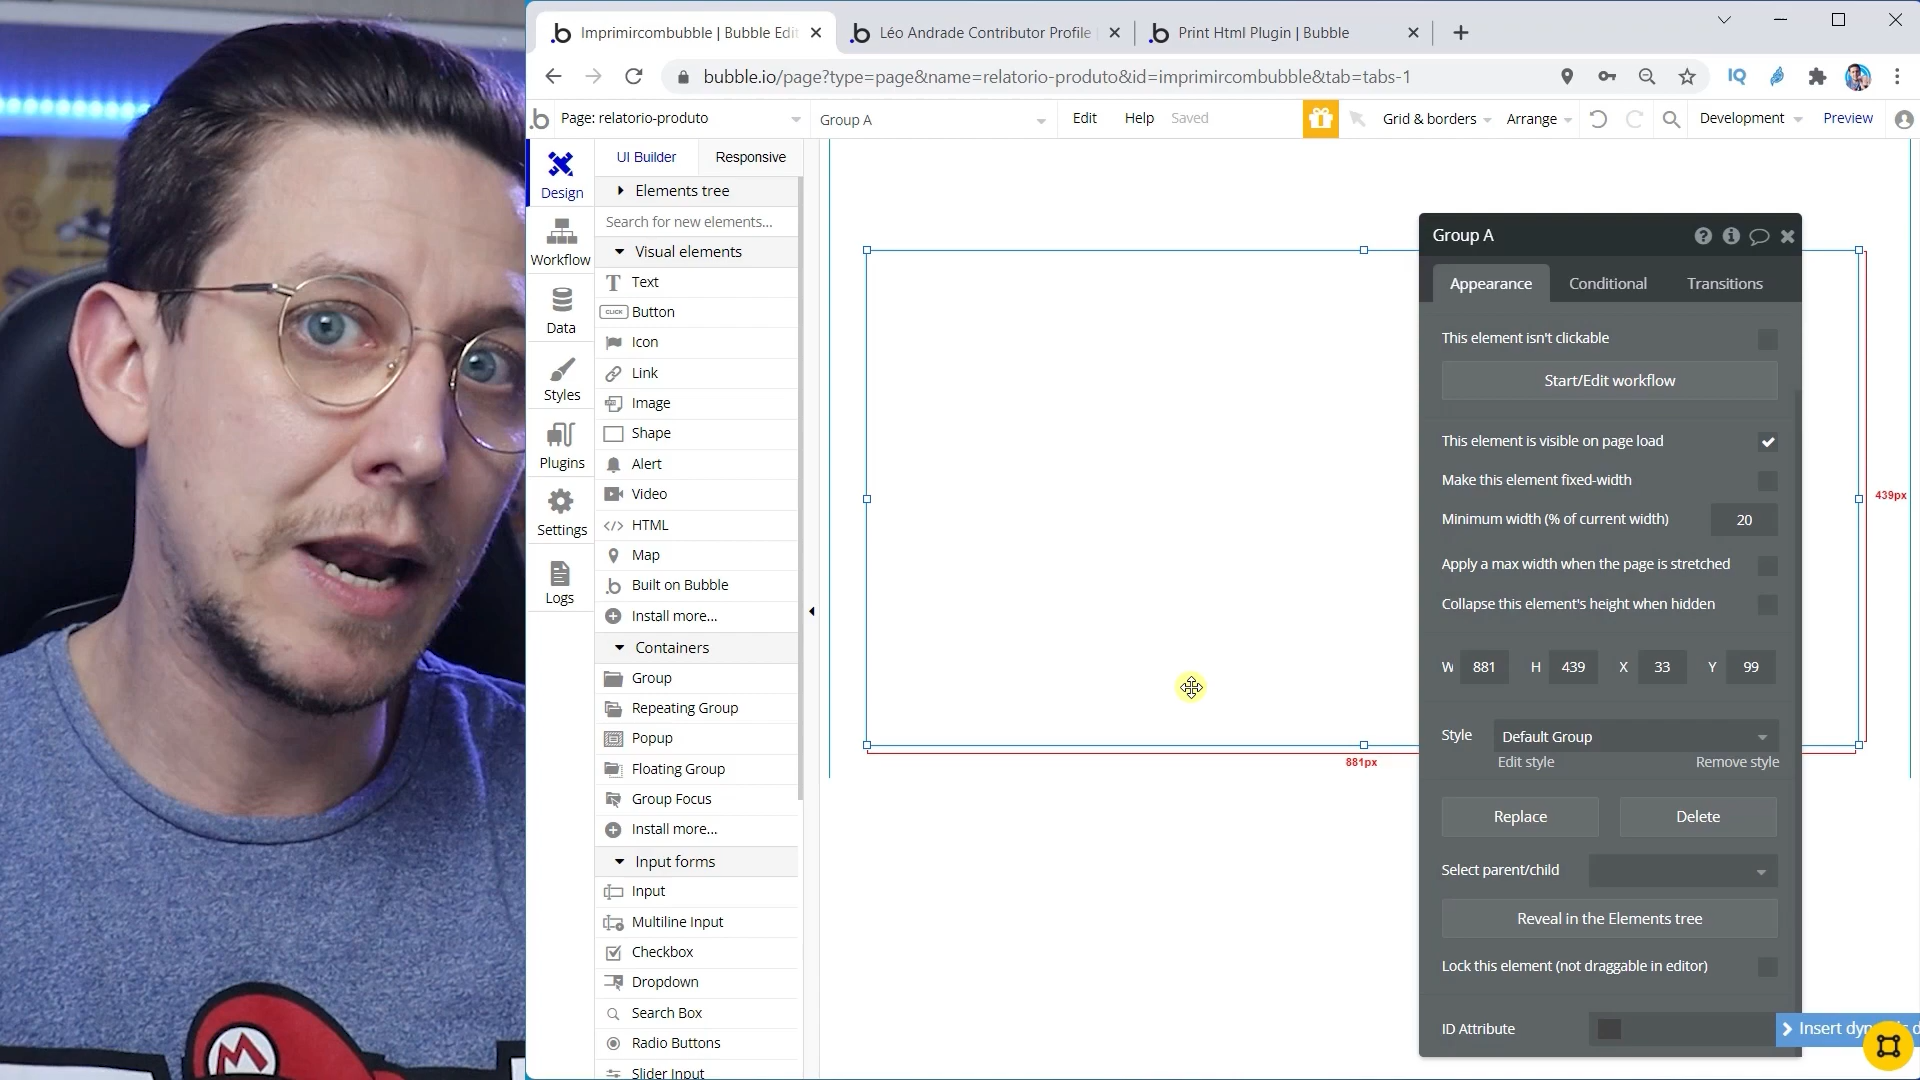 Imprimircombubble | Bubble Edit
Léo Andrade Contributor Profile |
Print Html Plugin | Bubble
bubble.io/page?type=page&name=relatorio-produto&id=imprimircombubble&tab=tabs-1
IQ
b Page: relatorio-produto
Group A
Edit
Help
Saved
Grid & borders
Arrange
Development
Preview
Design
Workflow
Data
Styles
Plugins
Settings
Logs
UI Builder
Responsive
Elements tree
Search for new elements...
Visual elements
Text
CLICK Button
Icon
Link
Image
Shape
Alert
Video
HTML
Map
Built on Bubble
Install more...
Containers
Group
Repeating Group
Popup
Floating Group
Group Focus
Install more...
Input forms
Input
Multiline Input
Checkbox
Dropdown
Search Box
Radio Buttons
Slider Input
439px
881px
Group A
Appearance
Conditional
Transitions
This element isn't clickable
Start/Edit workflow
This element is visible on page load
Make this element fixed-width
Minimum width (% of current width) 20
Apply a max width when the page is stretched
Collapse this element's height when hidden
W 881 H 439 X 33 Y 99
Style Default Group
Edit style Remove style
Replace Delete
Select parent/child
Reveal in the Elements tree
Lock this element (not draggable in editor)
ID Attribute
Insert
M